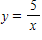 y = 5/x